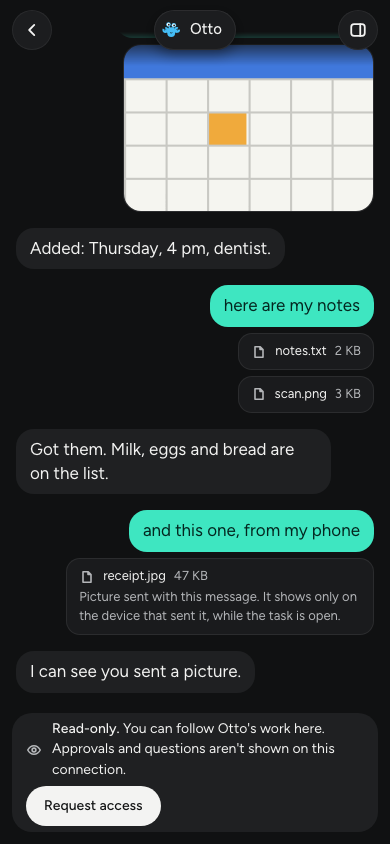 Otto
Added: Thursday, 4 pm, dentist.
here are my notes
notes.txt 2 KB
scan.png 3 KB
Got them. Milk, eggs and bread are
on the list.
and this one, from my phone
receipt.jpg 47 KB
Picture sent with this message. It shows only on
the device that sent it, while the task is open.
I can see you sent a picture.
Read-only. You can follow Otto's work here.
Approvals and questions aren't shown on this
connection.
Request access